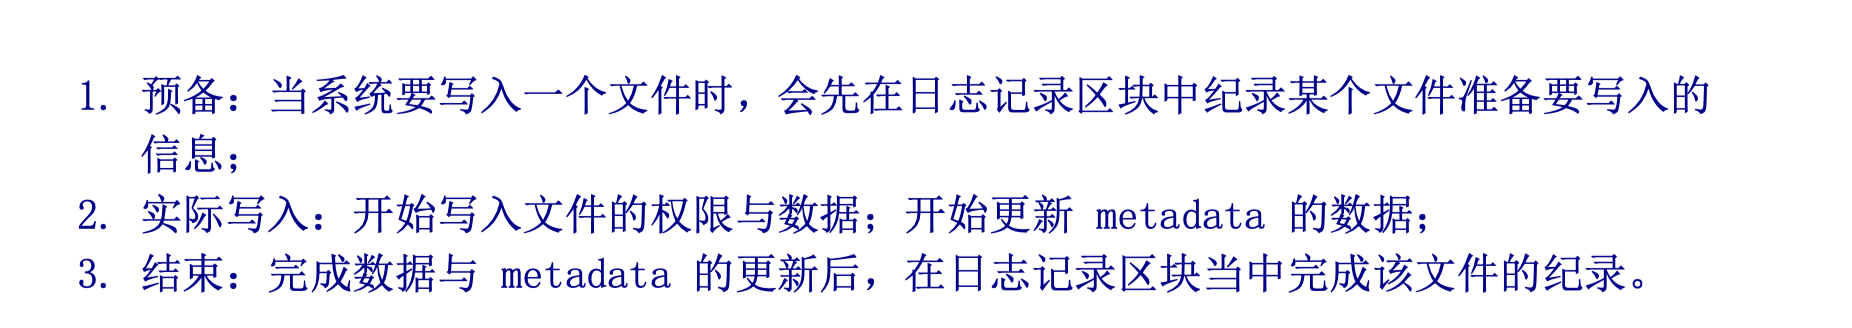 1. 预备：当系统要写入一个文件时，会先在日志记录区块中纪录某个文件准备要写入的
信息；
2. 实际写入：开始写入文件的权限与数据；开始更新 metadata 的数据；
3. 结束：完成数据与 metadata 的更新后，在日志记录区块当中完成该文件的纪录。